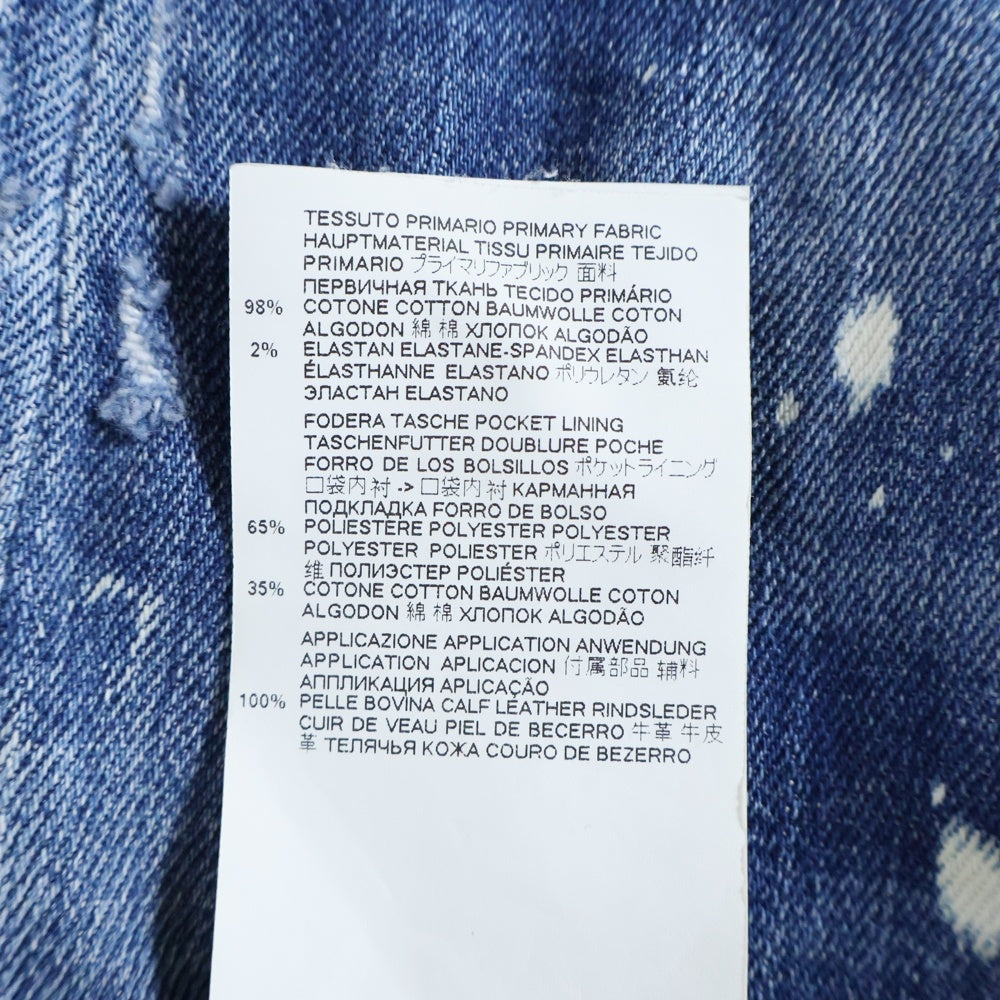 TESSUTO PRIMARIO PRIMARY FABRIC
HAUPTMATERIAL TISSU PRIMAIRE TEJIDO
PRIMARIO プライマリファブリック 面料
ПЕРВИЧНАЯ ТКАНЬ TECIDO PRIMÁRIO
98% COTONE COTTON BAUMWOLLE COTON
ALGODON 綿 棉 ХЛОПОК ALGODÃO
2% ELASTAN ELASTANE-SPANDEX ELASTHAN
ÉLASTHANNE ELASTANO ポリウレタン 氨纶
ЭЛАСТАН ELASTANO
FODERA TASCHE POCKET LINING
TASCHENFUTTER DOUBLURE POCHE
FORRO DE LOS BOLSILLOS ポケットライニング
口袋内衬 -> 口袋内衬 КАРМАННАЯ
ПОДКЛАДКА FORRO DE BOLSO
65% POLIESTERE POLYESTER POLYESTER
POLYESTER POLIESTER ポリエステル 聚酯纤
维 ПОЛИЭСТЕР POLIÉSTER
35% COTONE COTTON BAUMWOLLE COTON
ALGODON 綿 棉 ХЛОПОК ALGODÃO
APPLICAZIONE APPLICATION ANWENDUNG
APPLICATION APLICACION 付属部品 辅料
АППЛИКАЦИЯ APLICAÇÃO
100% PELLE BOVINA CALF LEATHER RINDSLEDER
CUIR DE VEAU PIEL DE BECERRO 牛革 牛皮
革 ТЕЛЯЧЬЯ КОЖА COURO DE BEZERRO